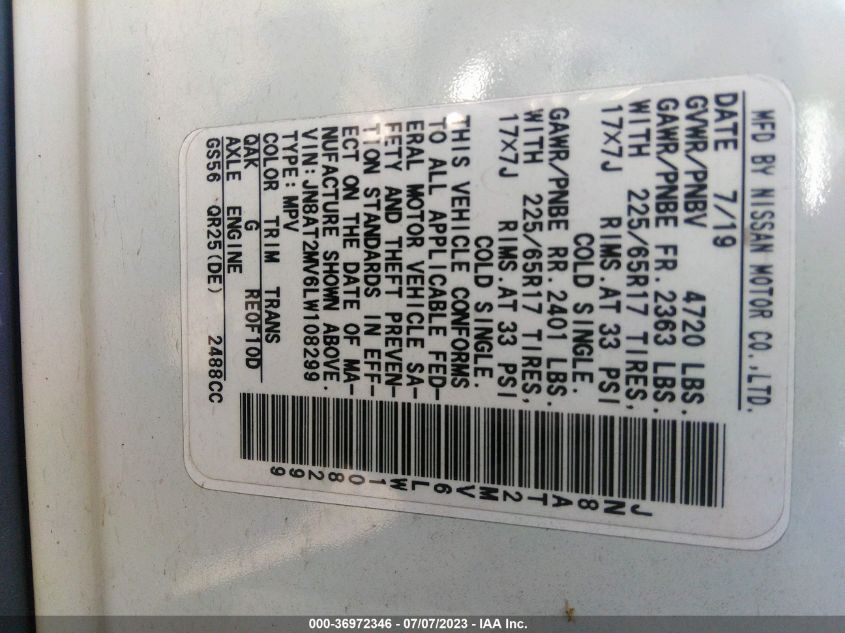 MFD BY NISSAN MOTOR CO.,LTD.
DATE 7/19
GVWR/PNBV 4720 LBS.
GAWR/PNBE FR. 2363 LBS.
WITH 225/65R17 TIRES,
17X7J RIMS.AT 33 PSI
COLD SINGLE.
GAWR/PNBE RR. 2401 LBS.
WITH 225/65R17 TIRES,
17X7J RIMS.AT 33 PSI
COLD SINGLE.
THIS VEHICLE CONFORMS
TO ALL APPLICABLE FED-
ERAL MOTOR VEHICLE SA-
FETY AND THEFT PREVEN-
TION STANDARDS IN EFF-
ECT ON THE DATE OF MA-
NUFACTURE SHOWN ABOVE.
VIN:JN8AT2MV6LW108299
TYPE:MPV
COLOR TRIM TRANS
QAK G RE0F10D
AXLE ENGINE
GS56 QR25(DE) 2488CC
JN8AT2MV6LW108299
000-36972346 - 07/07/2023 - IAA Inc.